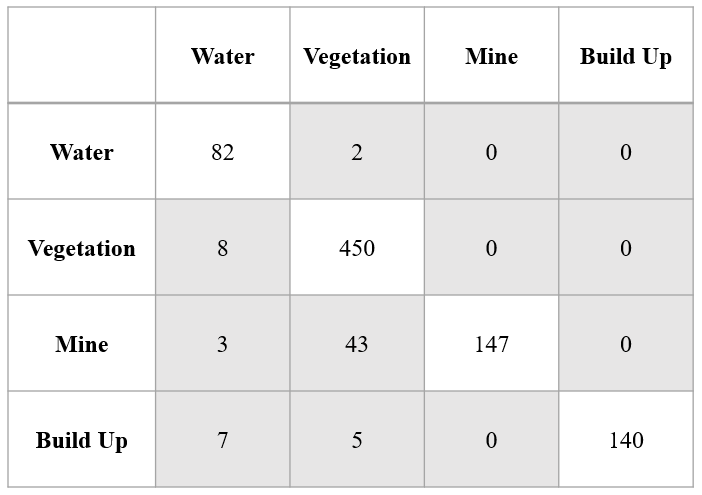 Water Vegetation Mine Build Up
Water 82 2 0 0
Vegetation 8 450 0 0
Mine 3 43 147 0
Build Up 7 5 0 140